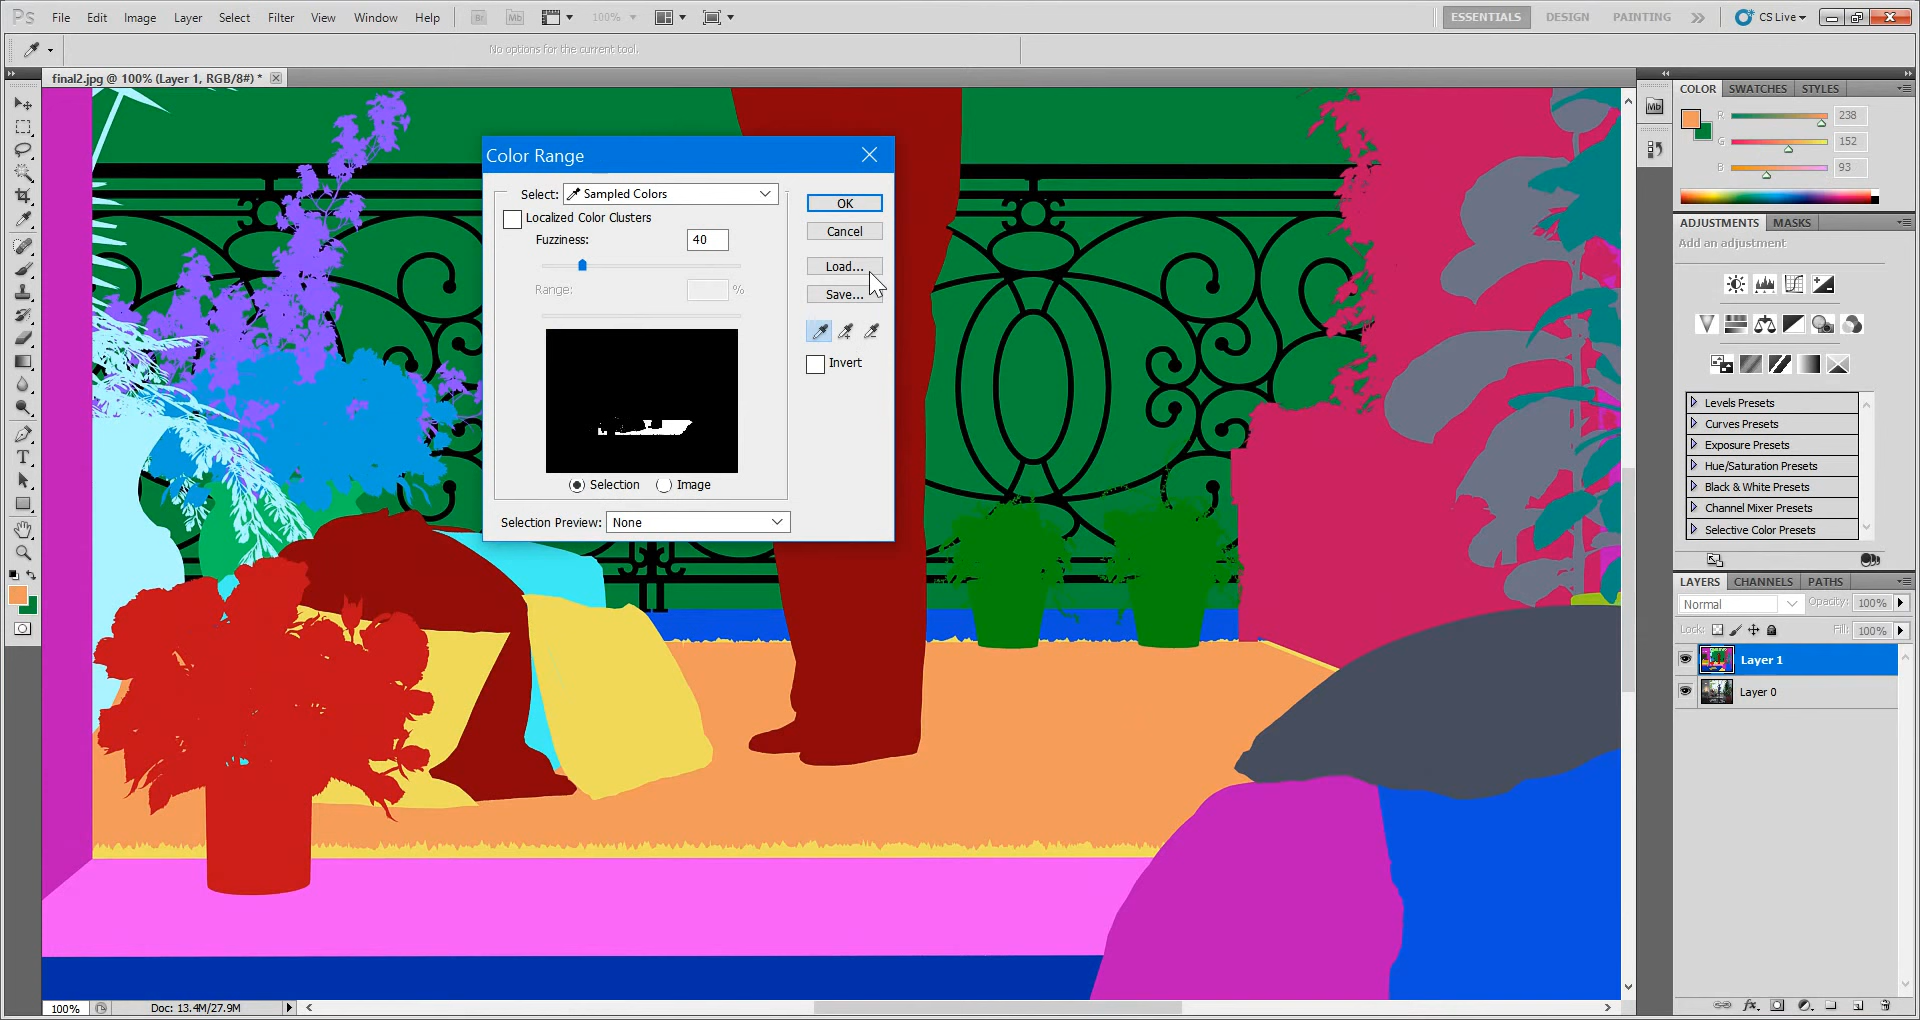 Ps File Edit Image Layer Select Filter View Window Help Br Mb 100% ESSENTIALS DESIGN PAINTING CS Live
No options for the current tool.
final2.jpg @ 100% (Layer 1, RGB/8#) *
Color Range
Select: Sampled Colors
OK
Localized Color Clusters
Cancel
Fuzziness: 40
Load...
Range: %
Save...
Invert
Selection Image
Selection Preview: None
Mb
COLOR SWATCHES STYLES
R 238
G 152
B 93
ADJUSTMENTS MASKS
Add an adjustment
Levels Presets
Curves Presets
Exposure Presets
Hue/Saturation Presets
Black & White Presets
Channel Mixer Presets
Selective Color Presets
LAYERS CHANNELS PATHS
Normal Opacity: 100%
Lock: Fill: 100%
Layer 1
Layer 0
T
100% Doc: 13.4M/27.9M
fx